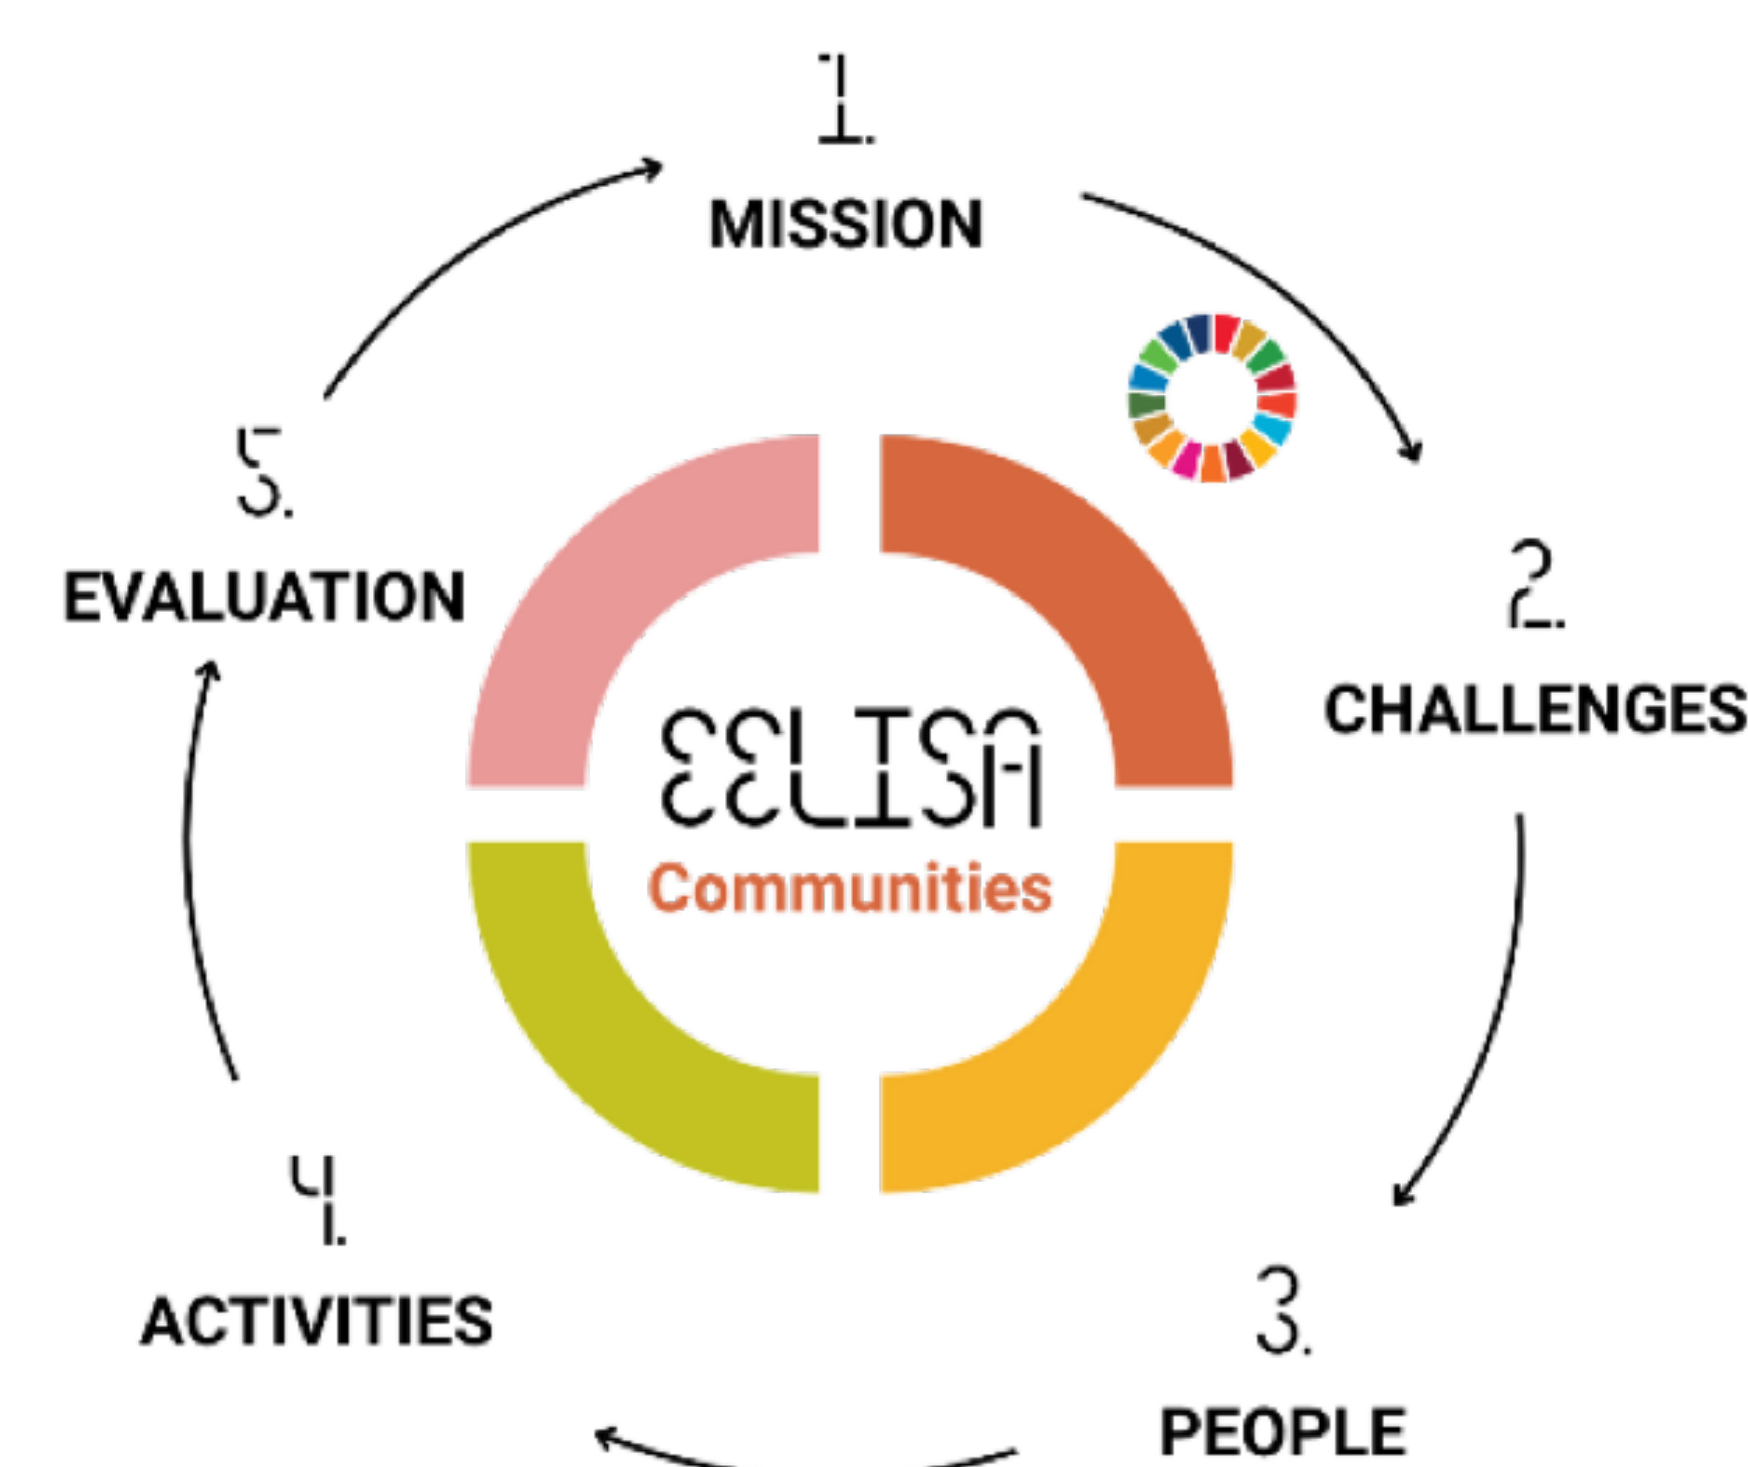 1.
MISSION
2.
CHALLENGES
3.
PEOPLE
4.
ACTIVITIES
5.
EVALUATION
EELISA
Communities